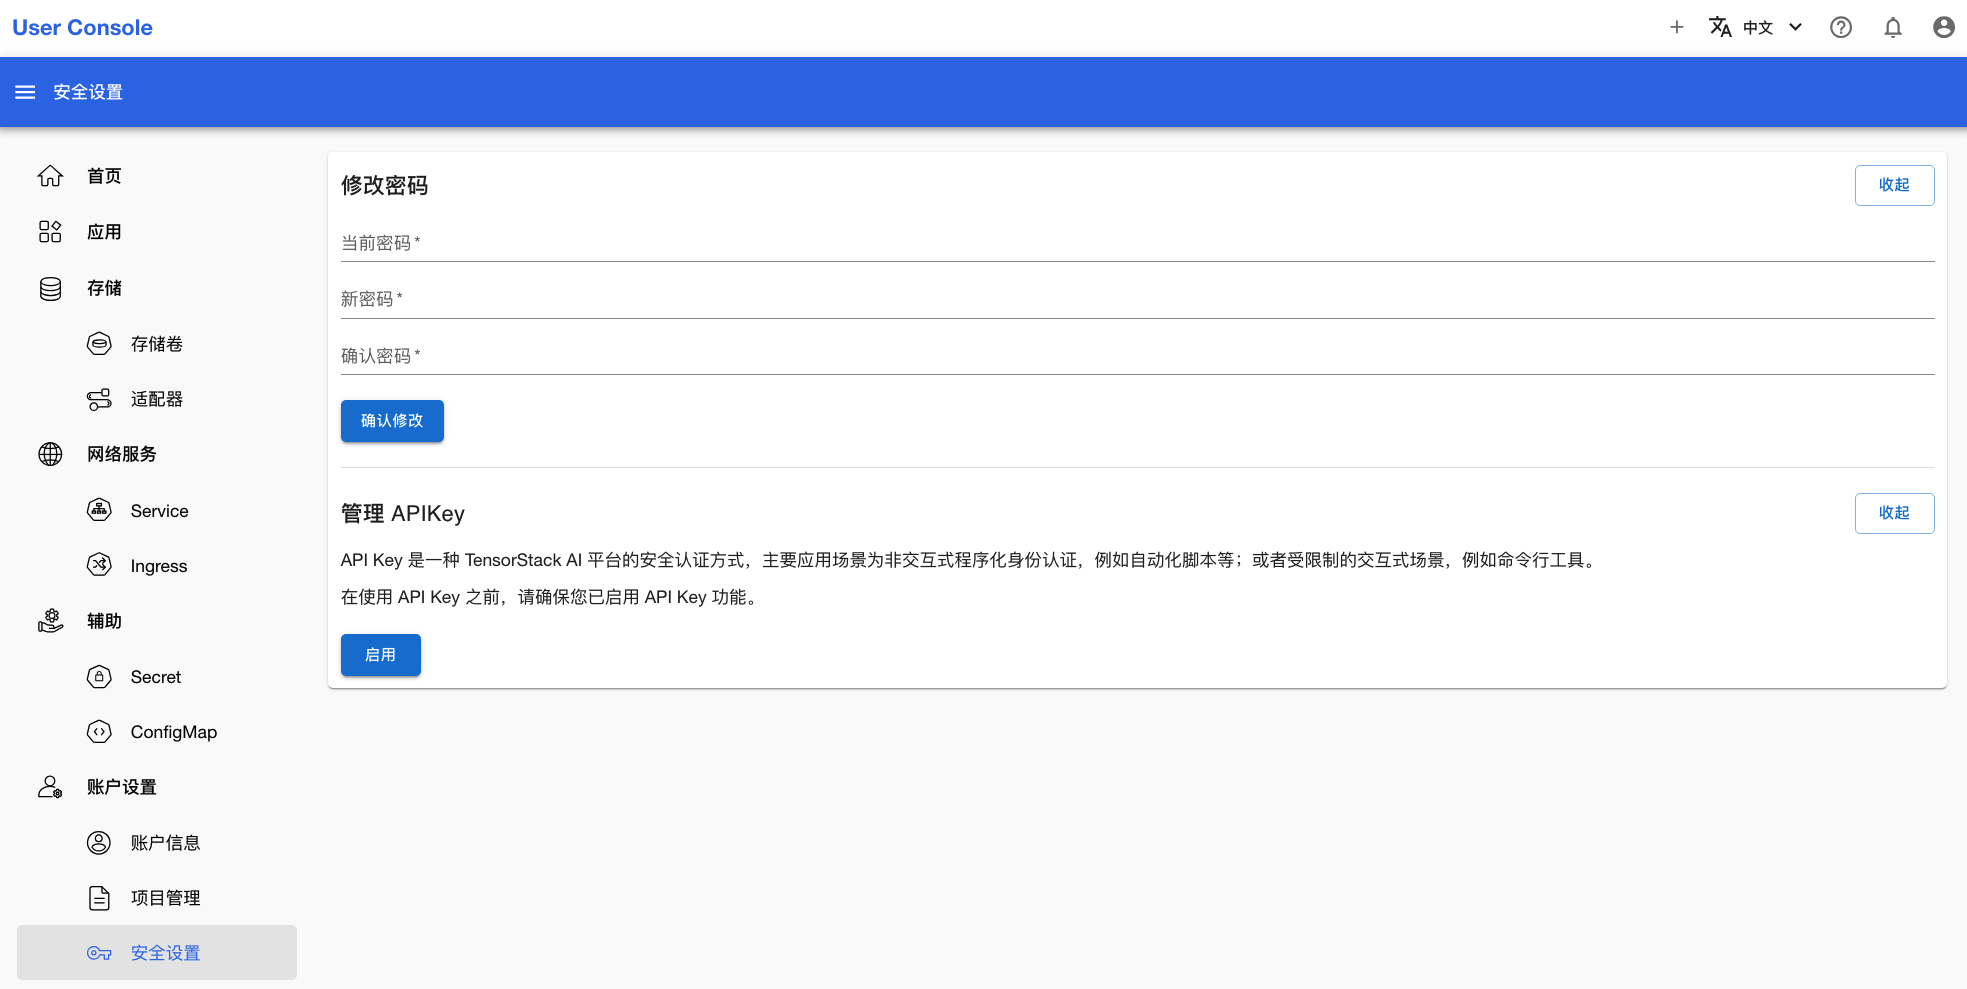 User Console
中文
安全设置
首页
应用
存储
存储卷
适配器
网络服务
Service
Ingress
辅助
Secret
ConfigMap
账户设置
账户信息
项目管理
安全设置
修改密码
收起
当前密码 *
新密码 *
确认密码 *
确认修改
管理 APIKey
收起
API Key 是一种 TensorStack AI 平台的安全认证方式，主要应用场景为非交互式程序化身份认证，例如自动化脚本等；或者受限制的交互式场景，例如命令行工具。
在使用 API Key 之前，请确保您已启用 API Key 功能。
启用